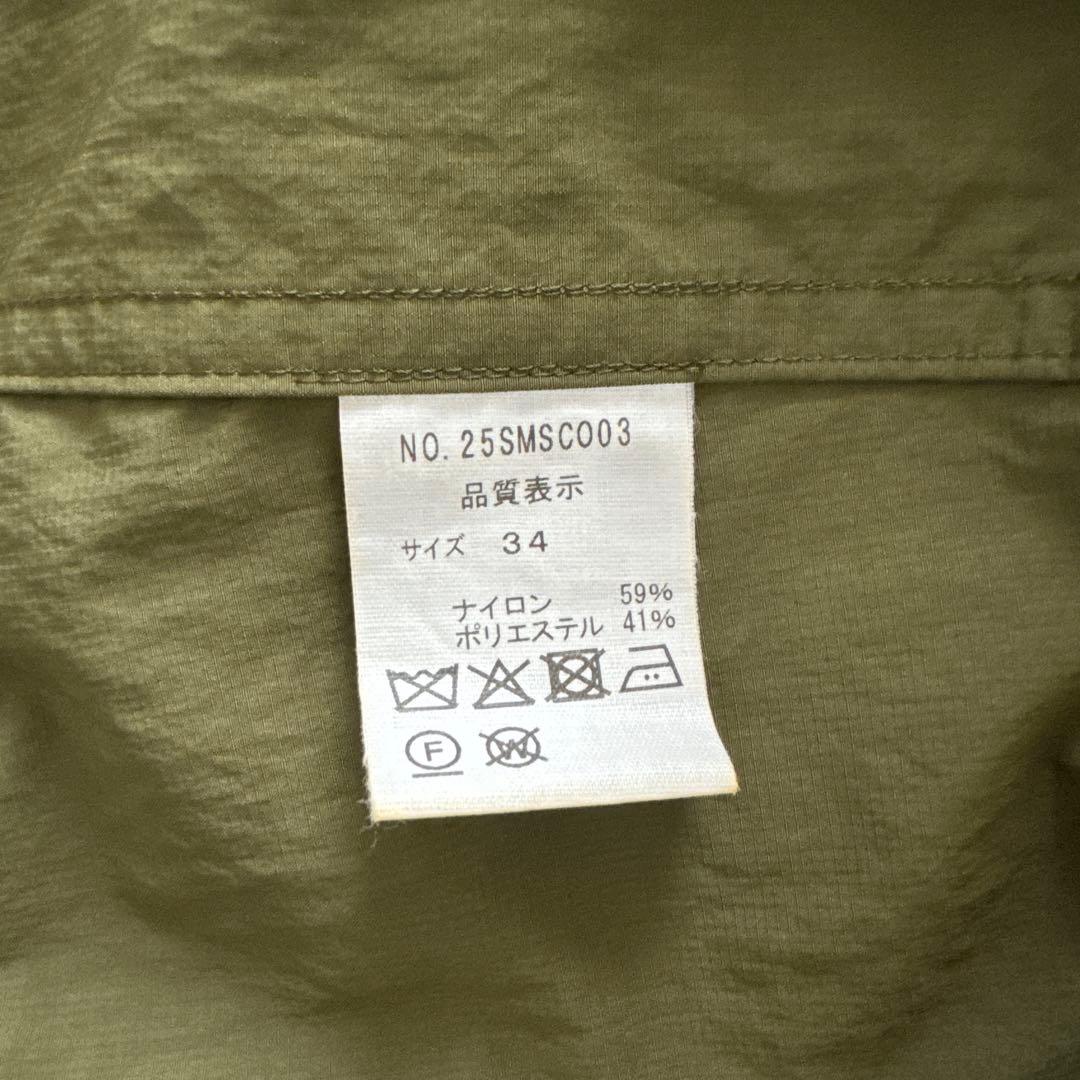 NO. 25SMSCO03
品質表示
サイズ 34
ナイロン 59%
ポリエステル 41%
F W